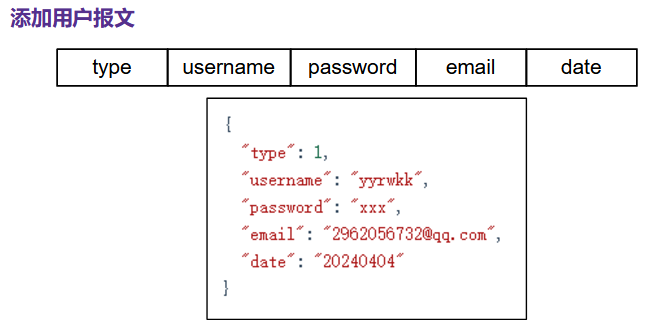 添加用户报文
type username password email date
{
"type": 1,
"username": "yyrwkk",
"password": "xxx",
"email": "2962056732@qq.com",
"date": "20240404"
}